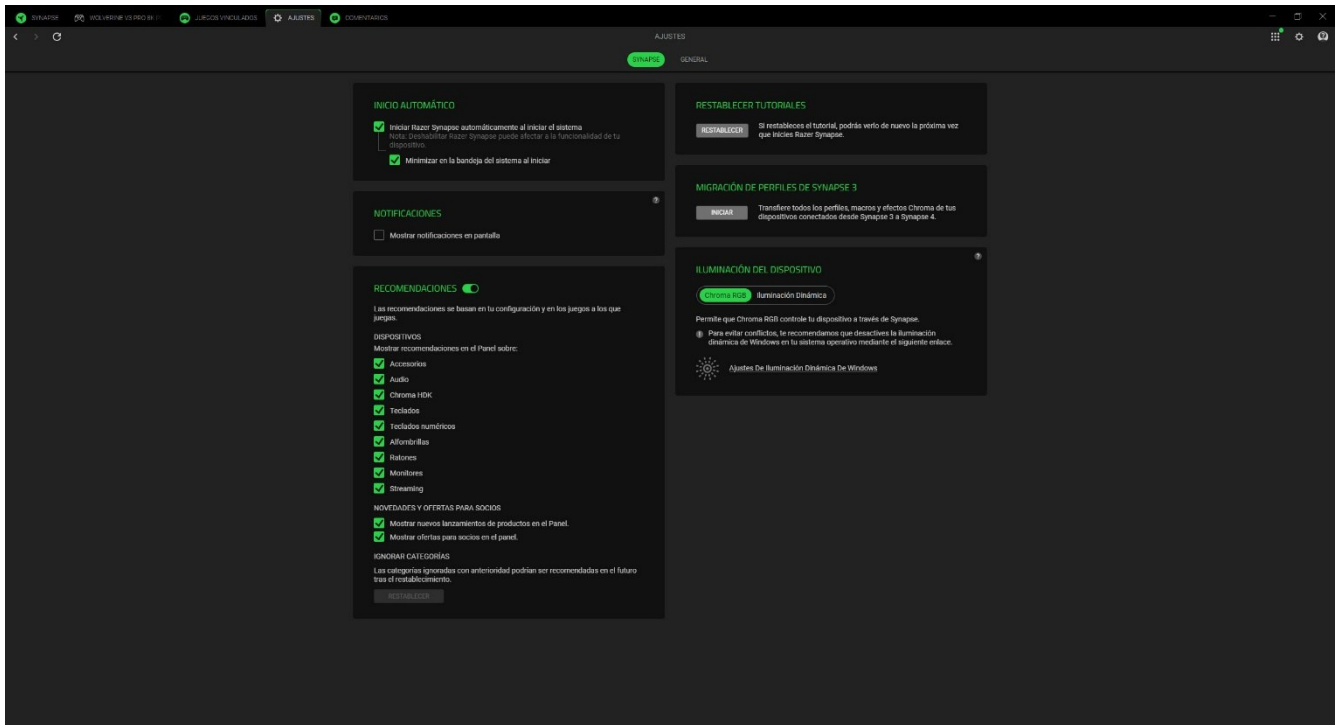 SYNAPSE
WOLVERINE V3 PRO 8K P
JUEGOS VINCULADOS
AJUSTES
COMENTARIOS
AJUSTES
SYNAPSE
GENERAL
INICIO AUTOMÁTICO
Iniciar Razer Synapse automáticamente al iniciar el sistema
Nota: Deshabilitar Razer Synapse puede afectar a la funcionalidad de tu
dispositivo.
Minimizar en la bandeja del sistema al iniciar
NOTIFICACIONES
Mostrar notificaciones en pantalla
RECOMENDACIONES
Las recomendaciones se basan en tu configuración y en los juegos a los que
juegas.
DISPOSITIVOS
Mostrar recomendaciones en el Panel sobre:
Accesorios
Audio
Chroma HDK
Teclados
Teclados numéricos
Alfombrillas
Ratones
Monitores
Streaming
NOVEDADES Y OFERTAS PARA SOCIOS
Mostrar nuevos lanzamientos de productos en el Panel.
Mostrar ofertas para socios en el panel.
IGNORAR CATEGORÍAS
Las categorías ignoradas con anterioridad podrían ser recomendadas en el futuro
tras el restablecimiento.
RESTABLECER
RESTABLECER TUTORIALES
RESTABLECER
Si restableces el tutorial, podrás verlo de nuevo la próxima vez
que inicies Razer Synapse.
MIGRACIÓN DE PERFILES DE SYNAPSE 3
INICIAR
Transfiere todos los perfiles, macros y efectos Chroma de tus
dispositivos conectados desde Synapse 3 a Synapse 4.
ILUMINACIÓN DEL DISPOSITIVO
Chroma RGB
Iluminación Dinámica
Permite que Chroma RGB controle tu dispositivo a través de Synapse.
Para evitar conflictos, te recomendamos que desactives la iluminación
dinámica de Windows en tu sistema operativo mediante el siguiente enlace.
Ajustes De Iluminación Dinámica De Windows